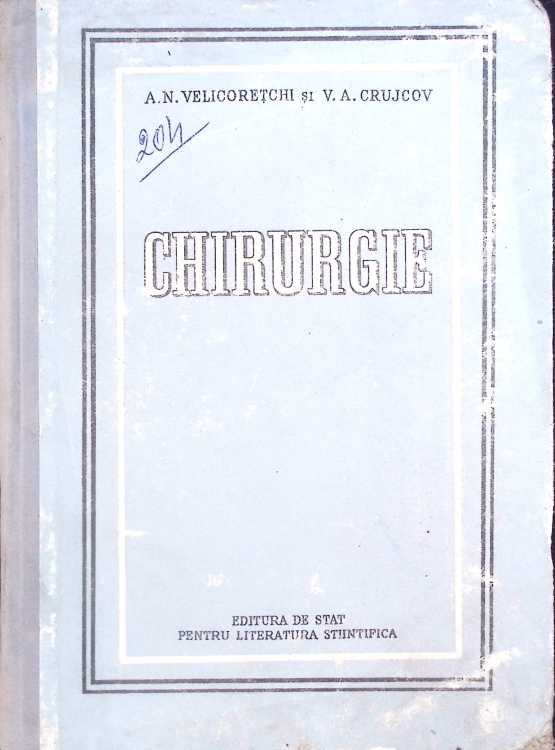 A.N. VELICOREȚCHI ȘI V.A. CRUJCOV
204
CHIRURGIE
EDITURA DE STAT
PENTRU LITERATURA STIINTIFICA